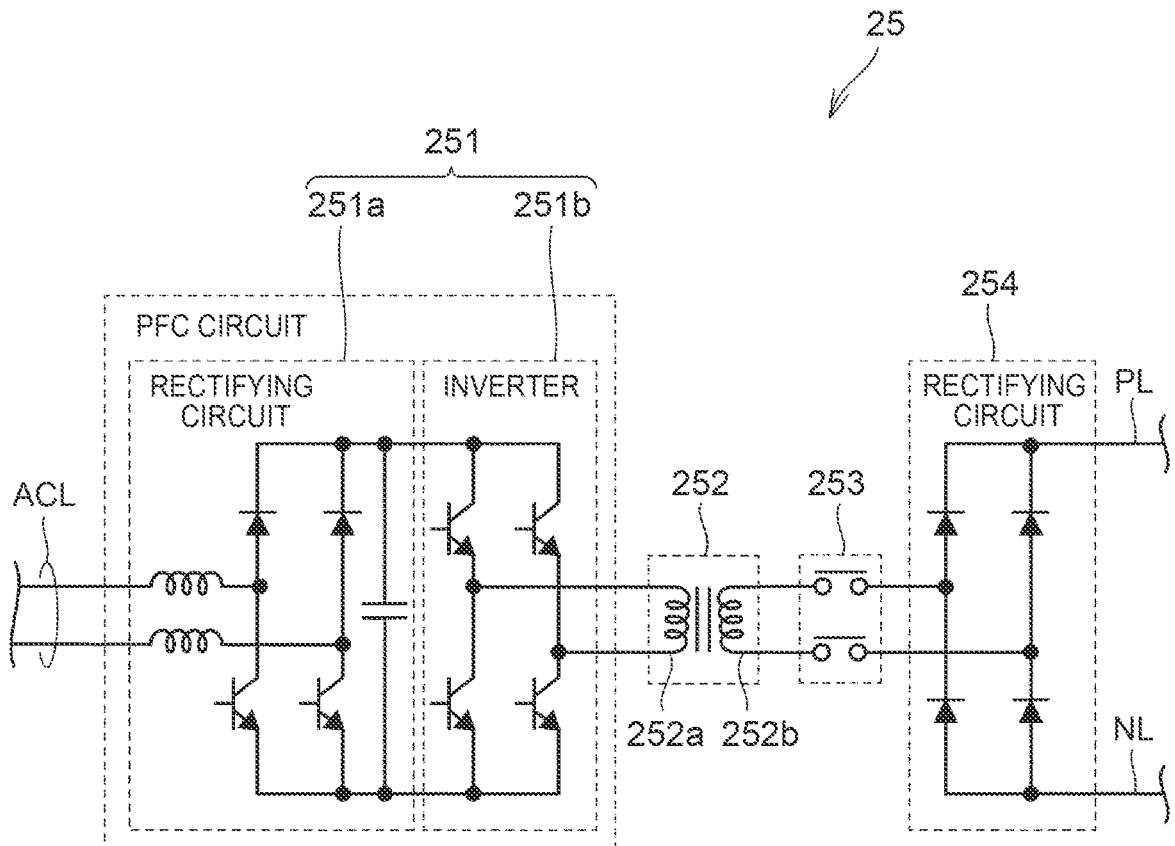 25
251
251a
251b
254
PFC CIRCUIT
RECTIFYING
CIRCUIT
INVERTER
RECTIFYING
CIRCUIT
PL
ACL
252
253
252a
252b
NL